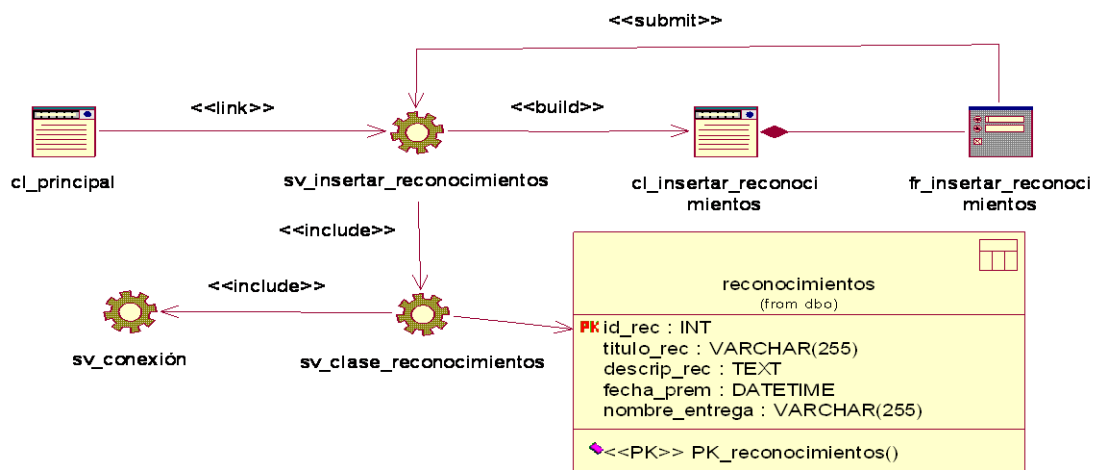 <<submit>>
<<link>>
<<build>>
cl_principal
sv_insertar_reconocimientos
cl_insertar_reconoci
mientos
fr_insertar_reconoci
mientos
<<include>>
<<include>>
sv_conexión
sv_clase_reconocimientos
reconocimientos
(from dbo)
PK id_rec : INT
titulo_rec : VARCHAR(255)
descrip_rec : TEXT
fecha_prem : DATETIME
nombre_entrega : VARCHAR(255)
<<PK>> PK_reconocimientos()